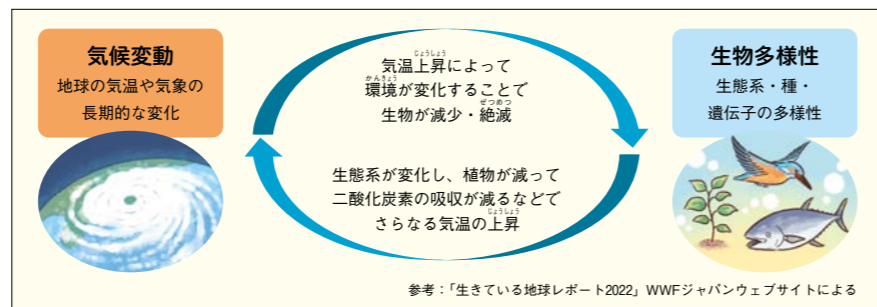 気候変動
地球の気温や気象の
長期的な変化
じょうしょう
気温上昇によって
かんきょう
環境が変化することで
ぜつめつ
生物が減少・絶滅
生物多様性
生態系・種・
遺伝子の多様性
生態系が変化し、植物が減って
二酸化炭素の吸収が減るなどで
じょうしょう
さらなる気温の上昇
参考：「生きている地球レポート2022」WWFジャパンウェブサイトによる